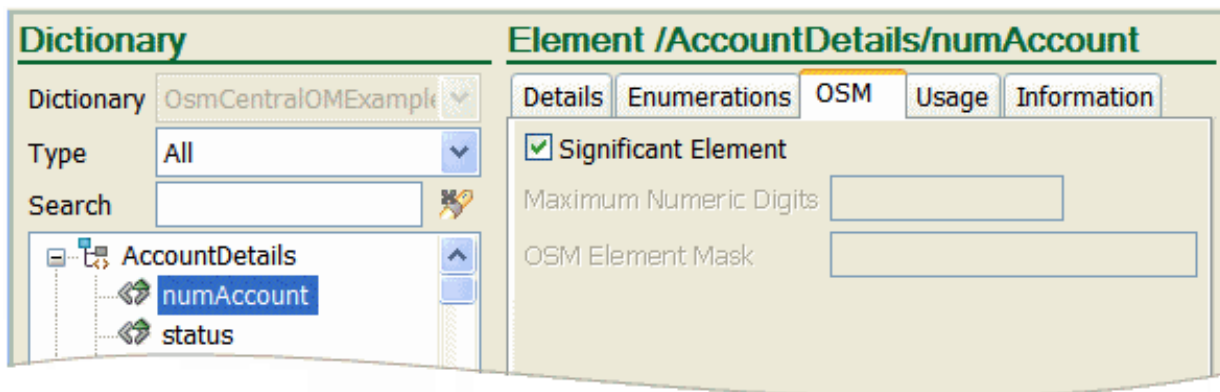 Dictionary
Dictionary OsmCentralOMExample
Type All
Search
AccountDetails
numAccount
status
Element /AccountDetails/numAccount
Details Enumerations OSM Usage Information
Significant Element
Maximum Numeric Digits
OSM Element Mask